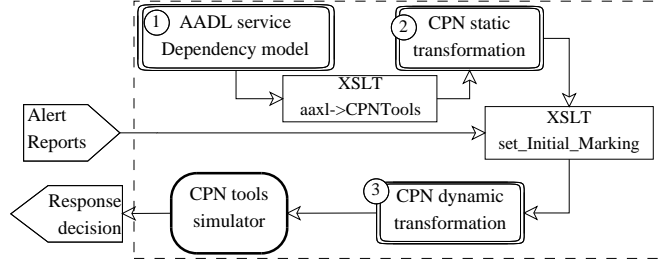 1
AADL service
Dependency model
2
CPN static
transformation
XSLT
aaxl->CPNTools
Alert
Reports
XSLT
set_Initial_Marking
Response
decision
CPN tools
simulator
3
CPN dynamic
transformation